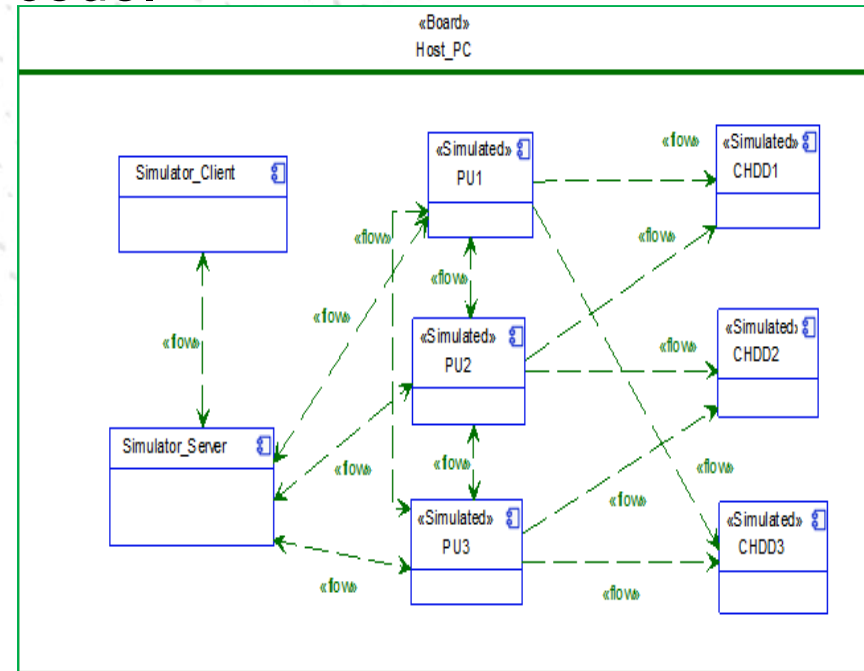 «Board»
Host_PC
Simulator_Client
«Simulated»
PU1
«flow»
«Simulated»
CHDD1
«flow»
«flow»
«flow»
«flow»
«flow»
«Simulated»
PU2
«flow»
«Simulated»
CHDD2
Simulator_Server
«flow»
«flow»
«flow»
«flow»
«Simulated»
PU3
«Simulated»
CHDD3
«flow»
«flow»